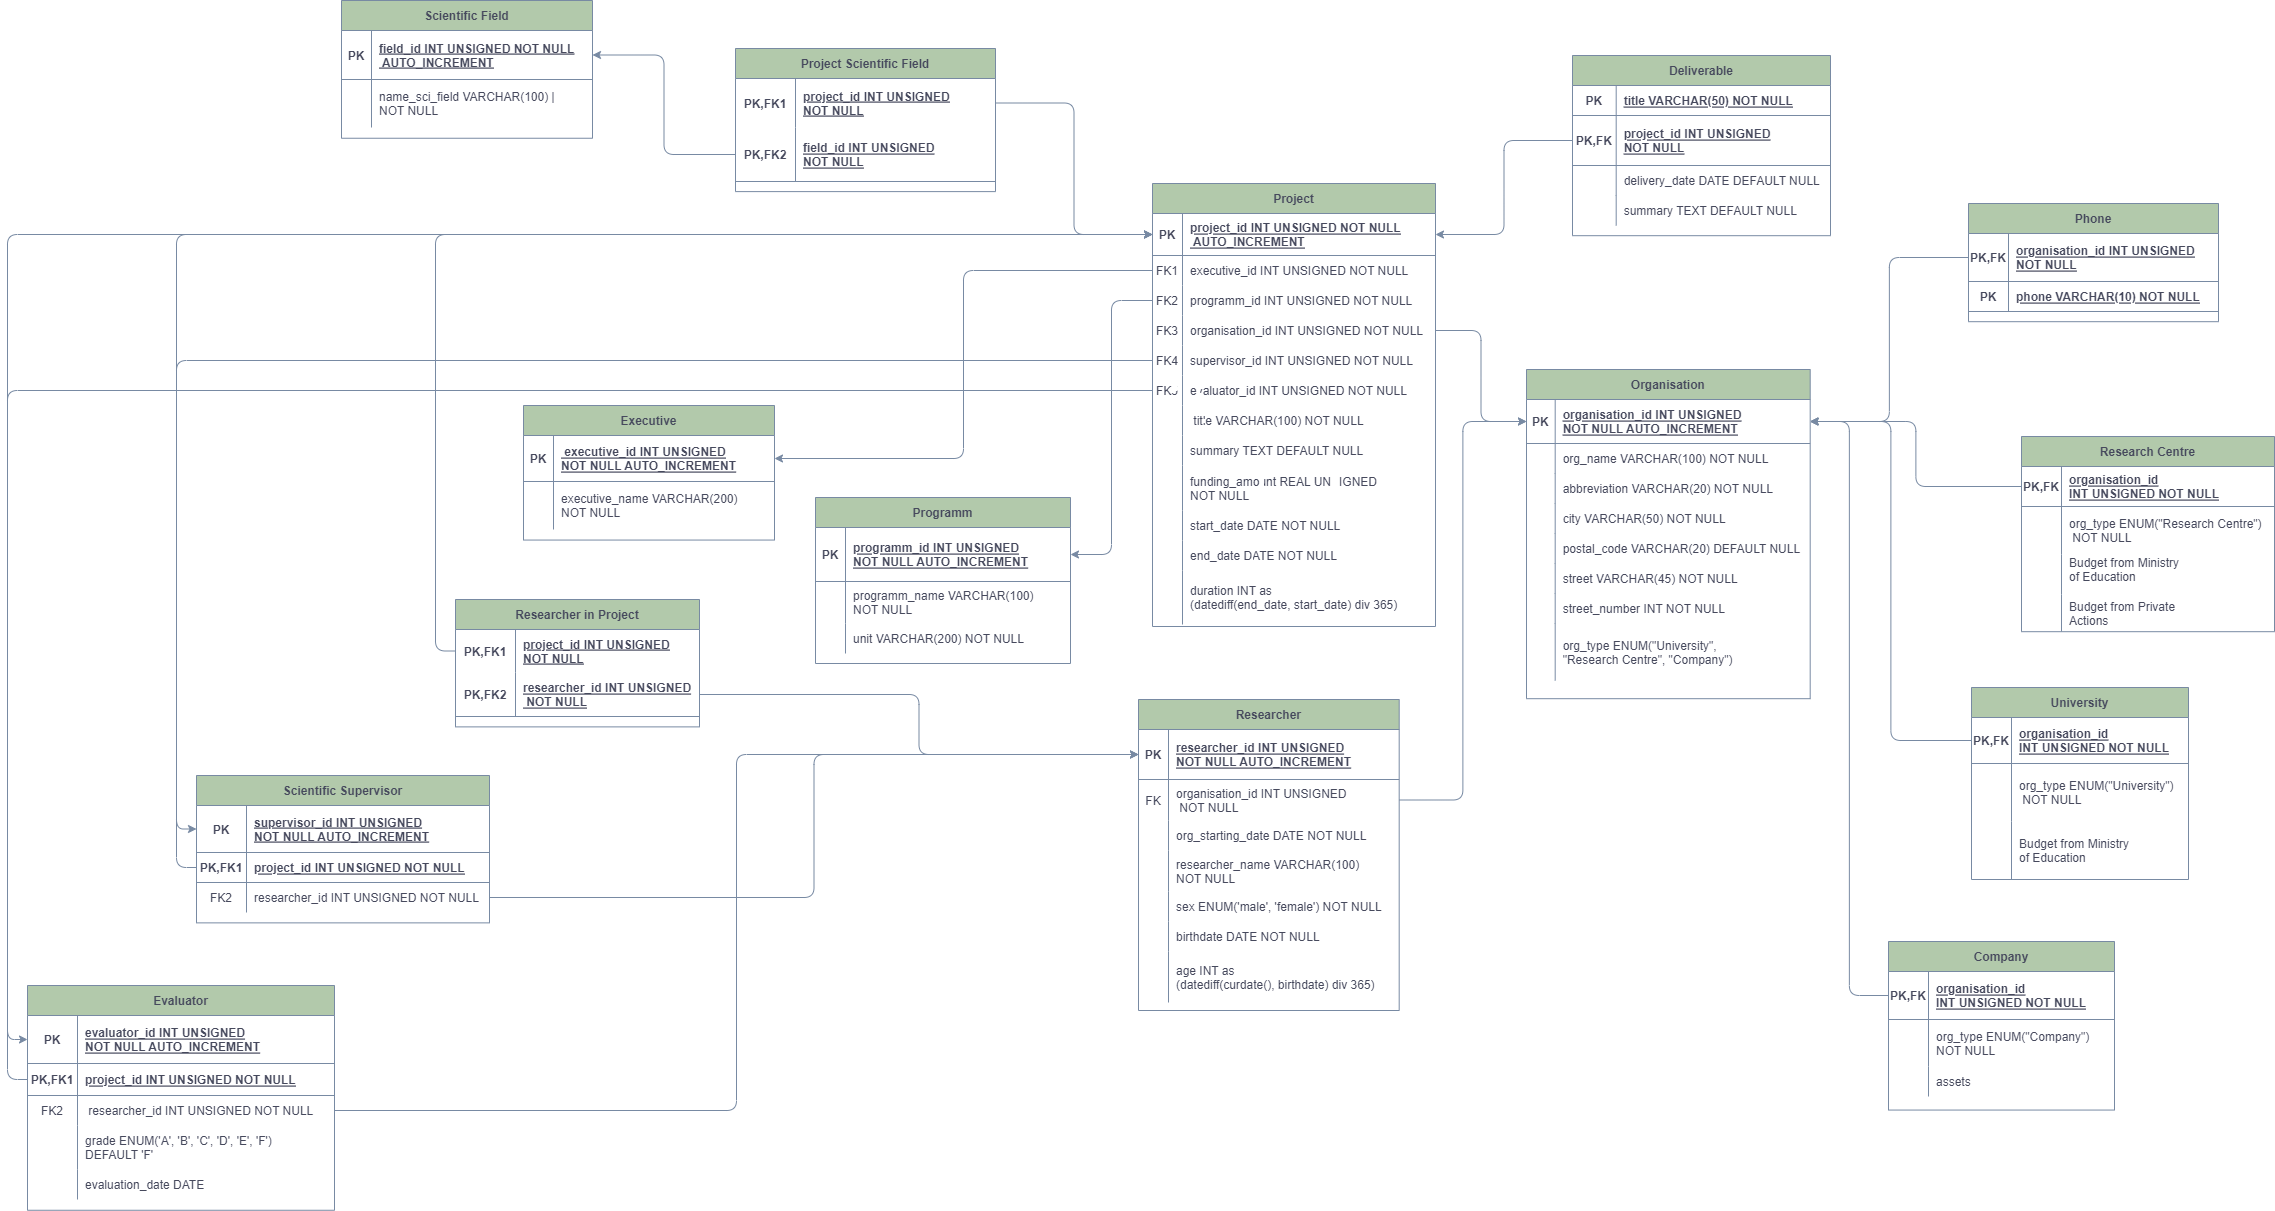 Scientific Field
PK
field_id INT UNSIGNED NOT NULL
AUTO_INCREMENT
name_sci_field VARCHAR(100) |
NOT NULL
Project Scientific Field
PK,FK1
project_id INT UNSIGNED
NOT NULL
PK,FK2
field_id INT UNSIGNED
NOT NULL
Deliverable
PK
title VARCHAR(50) NOT NULL
PK,FK
project_id INT UNSIGNED
NOT NULL
delivery_date DATE DEFAULT NULL
summary TEXT DEFAULT NULL
Project
PK
project_id INT UNSIGNED NOT NULL
AUTO_INCREMENT
FK1
executive_id INT UNSIGNED NOT NULL
FK2
programm_id INT UNSIGNED NOT NULL
FK3
organisation_id INT UNSIGNED NOT NULL
FK4
supervisor_id INT UNSIGNED NOT NULL
INT UNSIGNED NOT NULL
title VARCHAR(100) NOT NULL
summary TEXT DEFAULT NULL
REAL
NOT NULL
start_date DATE NOT NULL
end_date DATE NOT NULL
duration INT as
(datediff(end_date, start_date) div 365)
Phone
PK,FK
organisation_id INT UNSIGNED
NOT NULL
PK
phone VARCHAR(10) NOT NULL
Organisation
PK
organisation_id INT UNSIGNED
NOT NULL AUTO_INCREMENT
org_name VARCHAR(100) NOT NULL
abbreviation VARCHAR(20) NOT NULL
city VARCHAR(50) NOT NULL
postal_code VARCHAR(20) DEFAULT NULL
street VARCHAR(45) NOT NULL
street_number INT NOT NULL
org_type ENUM("University",
"Research Centre", "Company")
Executive
PK
executive_id INT UNSIGNED
NOT NULL AUTO_INCREMENT
executive_name VARCHAR(200)
NOT NULL
Programm
PK
programm_id INT UNSIGNED
NOT NULL AUTO_INCREMENT
programm_name VARCHAR(100)
NOT NULL
unit VARCHAR(200) NOT NULL
Research Centre
PK,FK
organisation_id
INT UNSIGNED NOT NULL
org_type ENUM("Research Centre")
NOT NULL
Budget from Ministry
of Education
Budget from Private
Actions
Researcher in Project
PK,FK1
project_id INT UNSIGNED
NOT NULL
PK,FK2
researcher_id INT UNSIGNED
NOT NULL
Researcher
PK
researcher_id INT UNSIGNED
NOT NULL AUTO_INCREMENT
FK
organisation_id INT UNSIGNED
NOT NULL
org_starting_date DATE NOT NULL
researcher_name VARCHAR(100)
NOT NULL
sex ENUM('male', 'female') NOT NULL
birthdate DATE NOT NULL
age INT as
(datediff(curdate(), birthdate) div 365)
University
PK,FK
organisation_id
INT UNSIGNED NOT NULL
org_type ENUM("University")
NOT NULL
Budget from Ministry
of Education
Scientific Supervisor
PK
supervisor_id INT UNSIGNED
NOT NULL AUTO_INCREMENT
PK,FK1
project_id INT UNSIGNED NOT NULL
FK2
researcher_id INT UNSIGNED NOT NULL
Company
PK,FK
organisation_id
INT UNSIGNED NOT NULL
org_type ENUM("Company")
NOT NULL
assets
Evaluator
PK
evaluator_id INT UNSIGNED
NOT NULL AUTO_INCREMENT
PK,FK1
project_id INT UNSIGNED NOT NULL
FK2
researcher_id INT UNSIGNED NOT NULL
grade ENUM('A', 'B', 'C', 'D', 'E', 'F')
DEFAULT 'F'
evaluation_date DATE